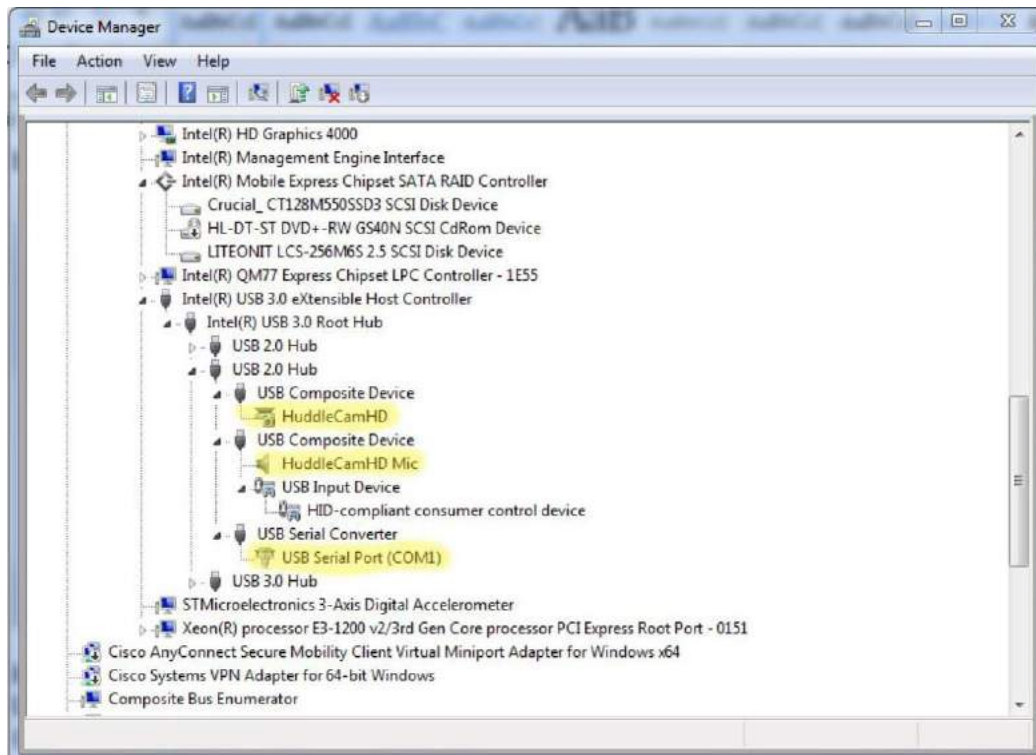 Device Manager
File Action View Help
Intel(R) HD Graphics 4000
Intel(R) Management Engine Interface
Intel(R) Mobile Express Chipset SATA RAID Controller
Crucial_ CT128M550SSD3 SCSI Disk Device
HL-DT-ST DVD+-RW GS40N SCSI CdRom Device
LITEONIT LCS-256M6S 2.5 SCSI Disk Device
Intel(R) QM77 Express Chipset LPC Controller - 1E55
Intel(R) USB 3.0 eXtensible Host Controller
Intel(R) USB 3.0 Root Hub
USB 2.0 Hub
USB 2.0 Hub
USB Composite Device
HuddleCamHD
USB Composite Device
HuddleCamHD Mic
USB Input Device
HID-compliant consumer control device
USB Serial Converter
USB Serial Port (COM1)
USB 3.0 Hub
STMicroelectronics 3-Axis Digital Accelerometer
Xeon(R) processor E3-1200 v2/3rd Gen Core processor PCI Express Root Port - 0151
Cisco AnyConnect Secure Mobility Client Virtual Miniport Adapter for Windows x64
Cisco Systems VPN Adapter for 64-bit Windows
Composite Bus Enumerator